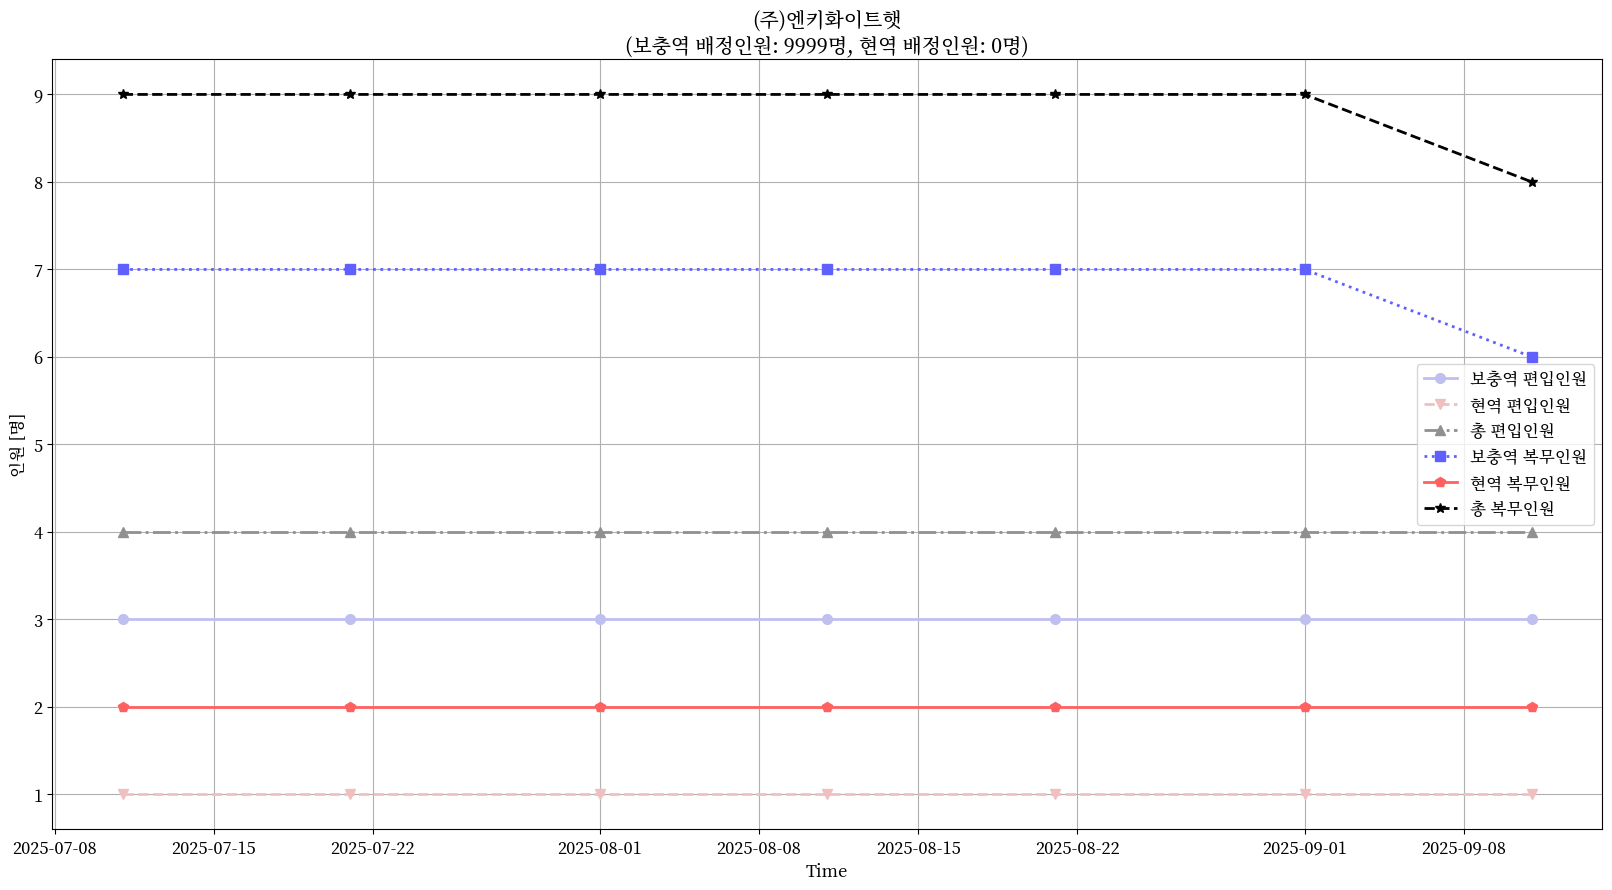 (주)엔키화이트햇
(보충역 배정인원: 9999명, 현역 배정인원: 0명)
인원 [명]
9
8
7
6
5
4
3
2
1
보충역 편입인원
현역 편입인원
총 편입인원
보충역 복무인원
현역 복무인원
총 복무인원
2025-07-08
2025-07-15
2025-07-22
2025-08-01
2025-08-08
2025-08-15
2025-08-22
2025-09-01
2025-09-08
Time